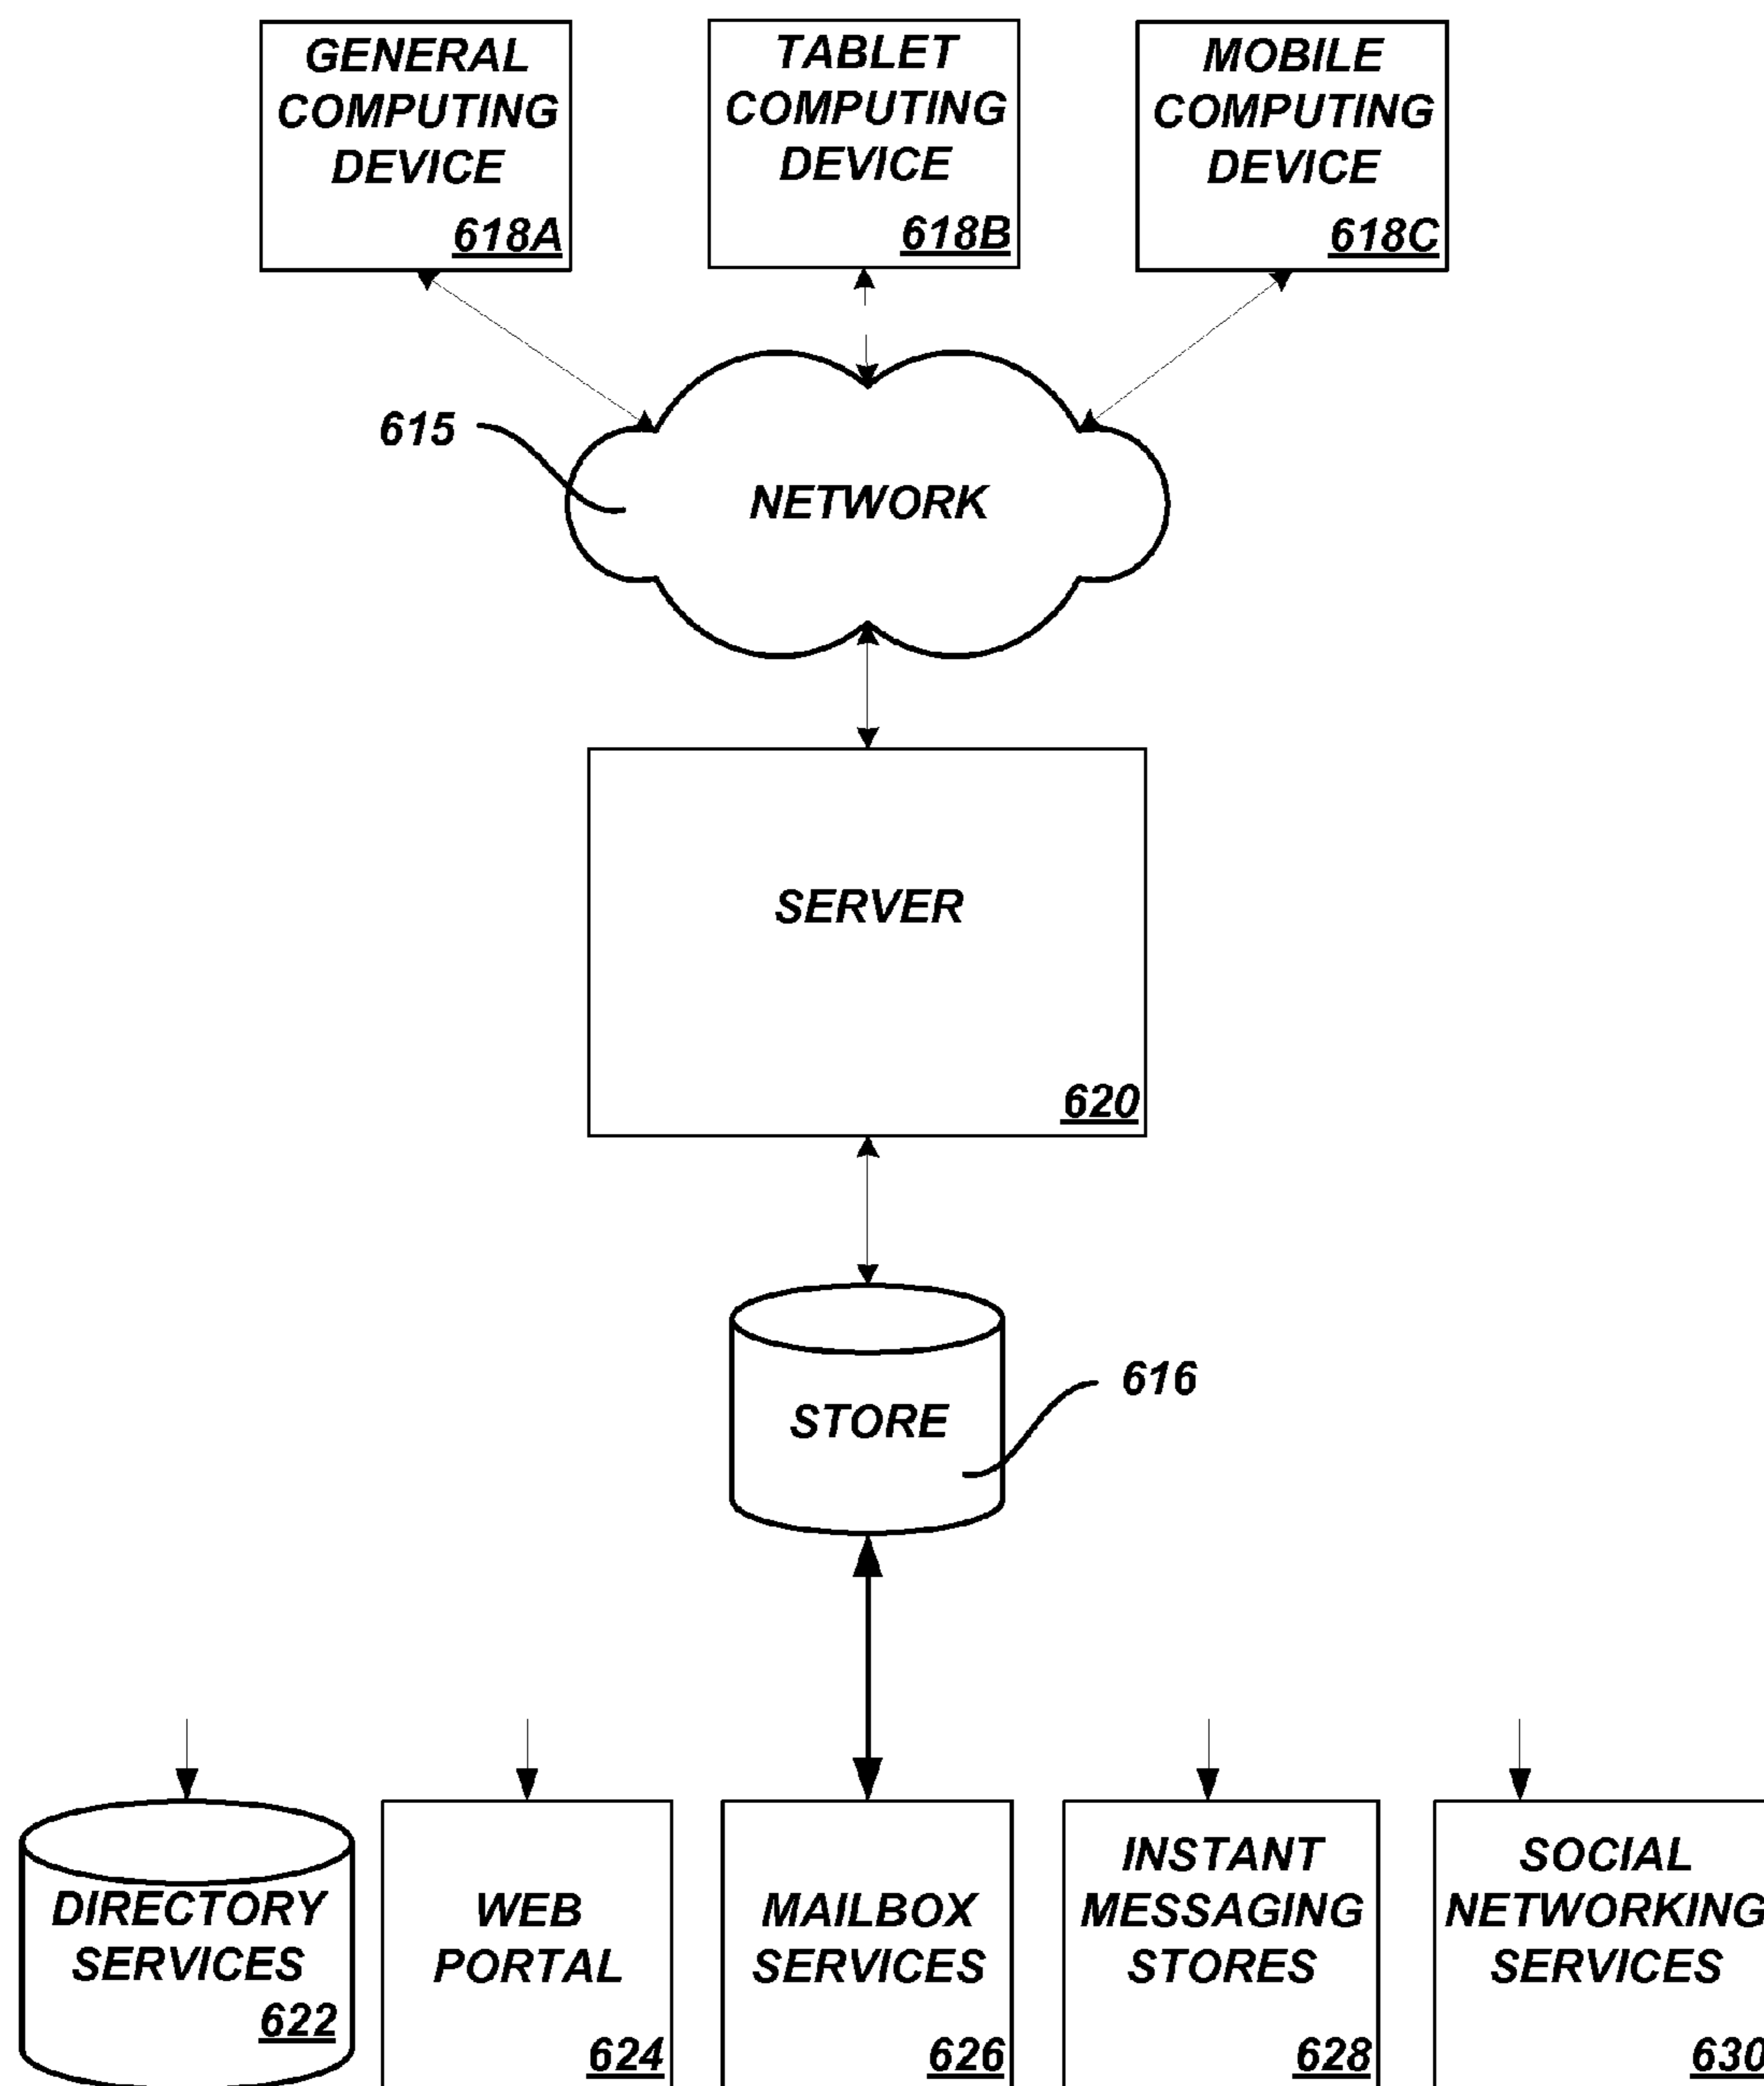 GENERAL
COMPUTING
DEVICE
618A
TABLET
COMPUTING
DEVICE
618B
MOBILE
COMPUTING
DEVICE
618C
615
NETWORK
SERVER
620
STORE
616
DIRECTORY
SERVICES
622
WEB
PORTAL
624
MAILBOX
SERVICES
626
INSTANT
MESSAGING
STORES
628
SOCIAL
NETWORKING
SERVICES
630